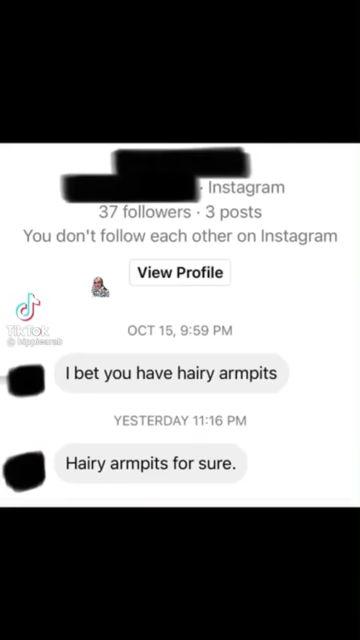 · Instagram
37 followers · 3 posts
You don't follow each other on Instagram
View Profile
TikTok
@hippiearab
OCT 15, 9:59 PM
I bet you have hairy armpits
YESTERDAY 11:16 PM
Hairy armpits for sure.